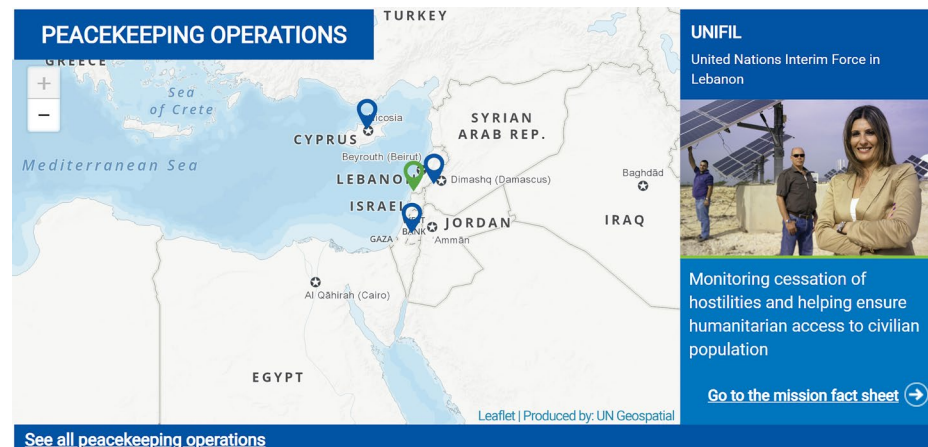 PEACEKEEPING OPERATIONS
TURKEY
GREECE
+
−
Sea
of Crete
Mediterranean Sea
CYPRUS
SYRIAN
ARAB REP.
Beyrouth (Beirut)
Dimashq (Damascus)
Baghdād
ISRAEL
JORDAN
IRAQ
BANK
GAZA
Ammān
Al Qāhirah (Cairo)
EGYPT
Leaflet | Produced by: UN Geospatial
UNIFIL
United Nations Interim Force in
Lebanon
Monitoring cessation of
hostilities and helping ensure
humanitarian access to civilian
population
Go to the mission fact sheet
See all peacekeeping operations